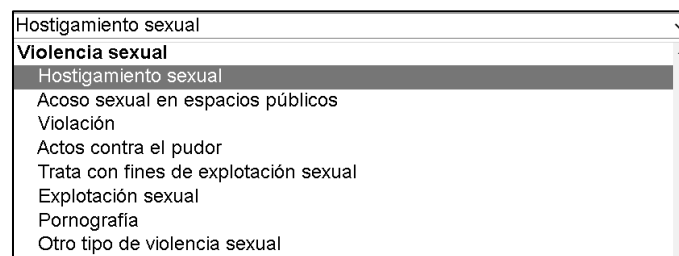 Hostigamiento sexual
Violencia sexual
Hostigamiento sexual
Acoso sexual en espacios públicos
Violación
Actos contra el pudor
Trata con fines de explotación sexual
Explotación sexual
Pornografía
Otro tipo de violencia sexual